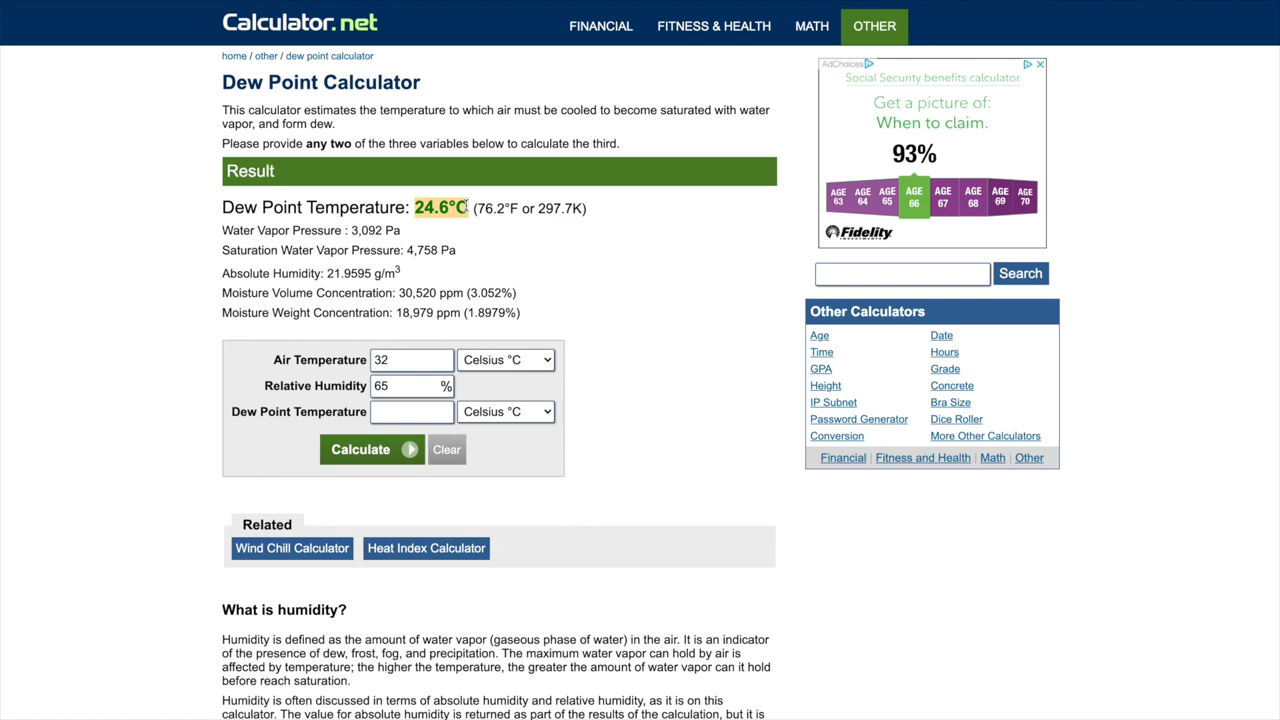 Calculator.net
FINANCIAL FITNESS & HEALTH MATH OTHER
home / other / dew point calculator
Dew Point Calculator
This calculator estimates the temperature to which air must be cooled to become saturated with water
vapor, and form dew.
Please provide any two of the three variables below to calculate the third.
Result
Dew Point Temperature: 24.6°C (76.2°F or 297.7K)
Water Vapor Pressure : 3,092 Pa
Saturation Water Vapor Pressure: 4,758 Pa
Absolute Humidity: 21.9595 g/m³
Moisture Volume Concentration: 30,520 ppm (3.052%)
Moisture Weight Concentration: 18,979 ppm (1.8979%)
Air Temperature 32 Celsius °C
Relative Humidity 65 %
Dew Point Temperature Celsius °C
Calculate Clear
Related
Wind Chill Calculator Heat Index Calculator
What is humidity?
Humidity is defined as the amount of water vapor (gaseous phase of water) in the air. It is an indicator
of the presence of dew, frost, fog, and precipitation. The maximum water vapor can hold by air is
affected by temperature; the higher the temperature, the greater the amount of water vapor can it hold
before reach saturation.
Humidity is often discussed in terms of absolute humidity and relative humidity, as it is on this
calculator. The value for absolute humidity is returned as part of the results of the calculation, but it is
AdChoices
Social Security benefits calculator
Get a picture of:
When to claim.
93%
AGE 63 AGE 64 AGE 65 AGE 66 AGE 67 AGE 68 AGE 69 AGE 70
Fidelity
Search
Other Calculators
Age Date
Time Hours
GPA Grade
Height Concrete
IP Subnet Bra Size
Password Generator Dice Roller
Conversion More Other Calculators
Financial | Fitness and Health | Math | Other